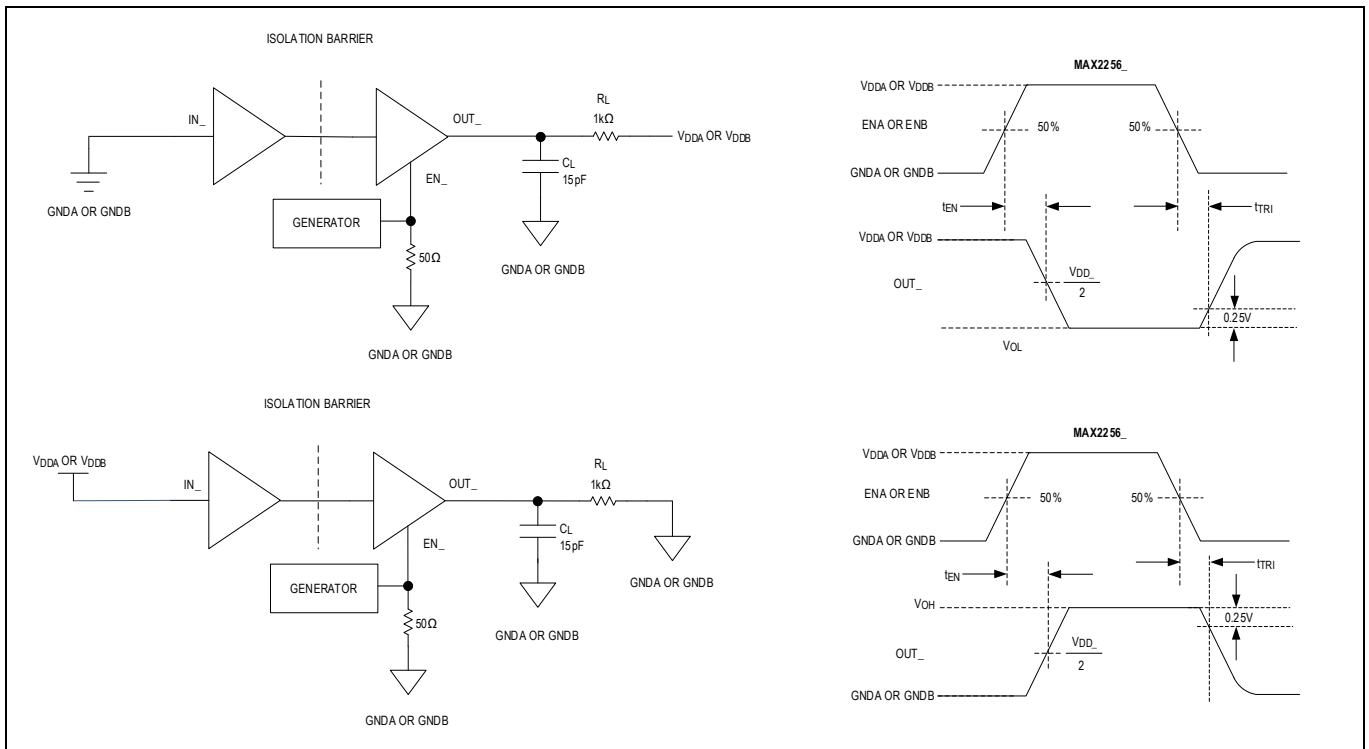 ISOLATION BARRIER
IN_
OUT_
RL
1kΩ
VDDA OR VDDB
CL
15pF
EN_
GENERATOR
50Ω
GNDA OR GNDB
GNDA OR GNDB
GNDA OR GNDB
MAX2256_
VDDA OR VDDB
ENA OR ENB
50%
50%
GNDA OR GNDB
tEN
tTRI
VDDA OR VDDB
OUT_
VDD_
2
0.25V
VOL
ISOLATION BARRIER
VDDA OR VDDB
IN_
OUT_
RL
1kΩ
CL
15pF
EN_
GENERATOR
50Ω
GNDA OR GNDB
GNDA OR GNDB
GNDA OR GNDB
MAX2256_
VDDA OR VDDB
ENA OR ENB
50%
50%
GNDA OR GNDB
tEN
tTRI
VOH
0.25V
OUT_
VDD_
2
GNDA OR GNDB